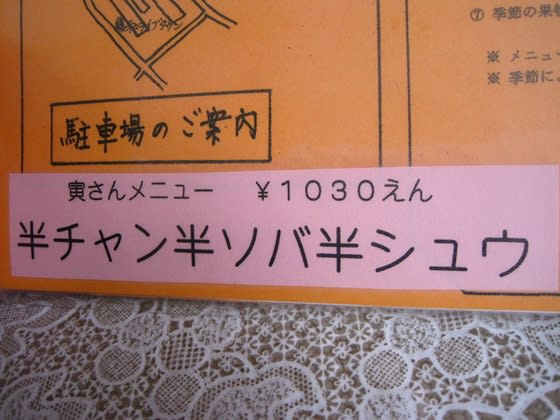 ⑦ 季節の果
※ メニュ
※ 季節に
駐車場のご案内
寅さんメニュー ￥１０３０えん
半チャン半ソバ半シュウ